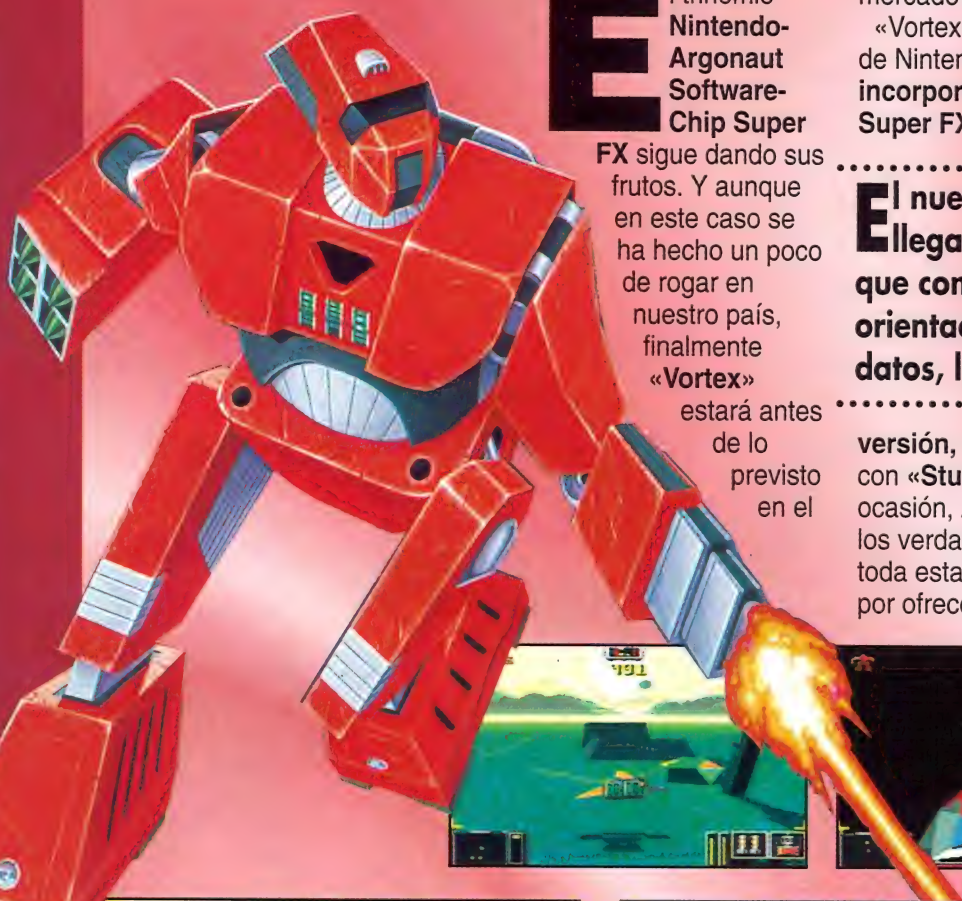 E
Nintendo-
Argonaut
Software-
Chip Super
FX sigue dando sus
frutos. Y aunque
en este caso se
ha hecho un poco
de rogar en
nuestro país,
finalmente
«Vortex»
estará antes
de lo
previsto
en el
mercado
«Vortex
de Ninten
incorpor
Super FX
El nue
llega
que con
orientac
datos, l
versión,
con «Stu
ocasión,
los verda
toda esta
por ofrec